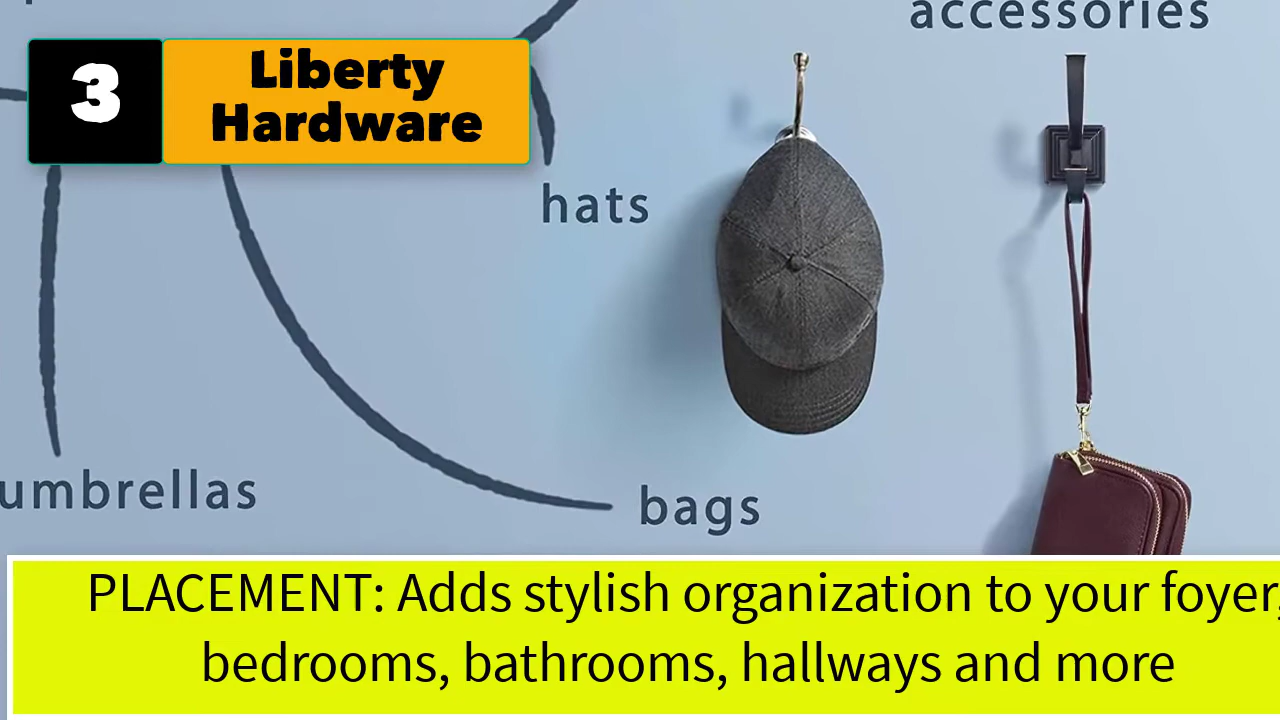 accessories
3
Liberty
Hardware
hats
umbrellas
bags
PLACEMENT: Adds stylish organization to your foyer,
bedrooms, bathrooms, hallways and more